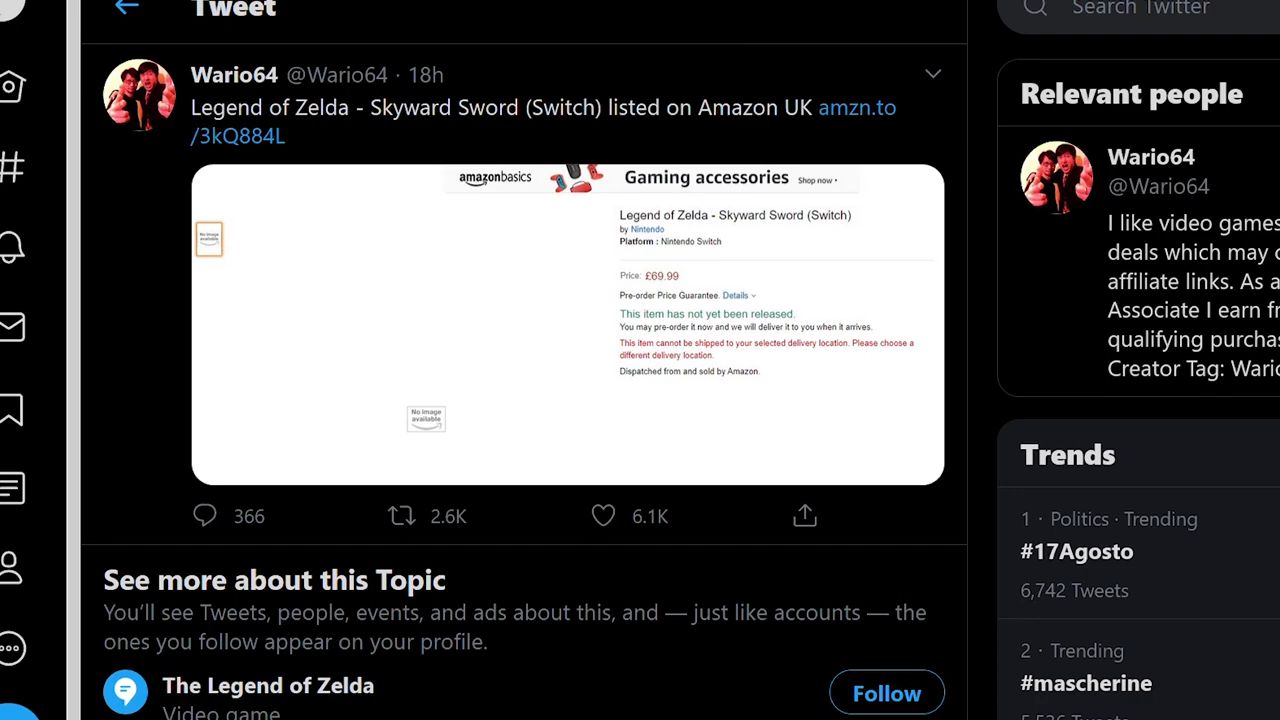 Tweet
Search Twitter
Wario64 @Wario64 · 18h
Legend of Zelda - Skyward Sword (Switch) listed on Amazon UK amzn.to
/3kQ884L
amazonbasics Gaming accessories Shop now
No image
available
Legend of Zelda - Skyward Sword (Switch)
by Nintendo
Platform : Nintendo Switch
Price: £69.99
Pre-order Price Guarantee. Details
This item has not yet been released.
You may pre-order it now and we will deliver it to you when it arrives.
This item cannot be shipped to your selected delivery location. Please choose a
different delivery location.
Dispatched from and sold by Amazon.
No image
available
366 2.6K 6.1K
See more about this Topic
You'll see Tweets, people, events, and ads about this, and — just like accounts — the
ones you follow appear on your profile.
The Legend of Zelda
Video game
Follow
Relevant people
Wario64
@Wario64
I like video games
deals which may
affiliate links. As a
Associate I earn
qualifying
Creator Tag:
Trends
1 · Politics · Trending
#17Agosto
6,742 Tweets
2 · Trending
#mascherine